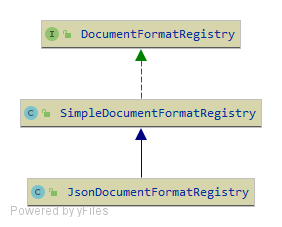 I DocumentFormatRegistry
C SimpleDocumentFormatRegistry
C JsonDocumentFormatRegistry
Powered by yFiles